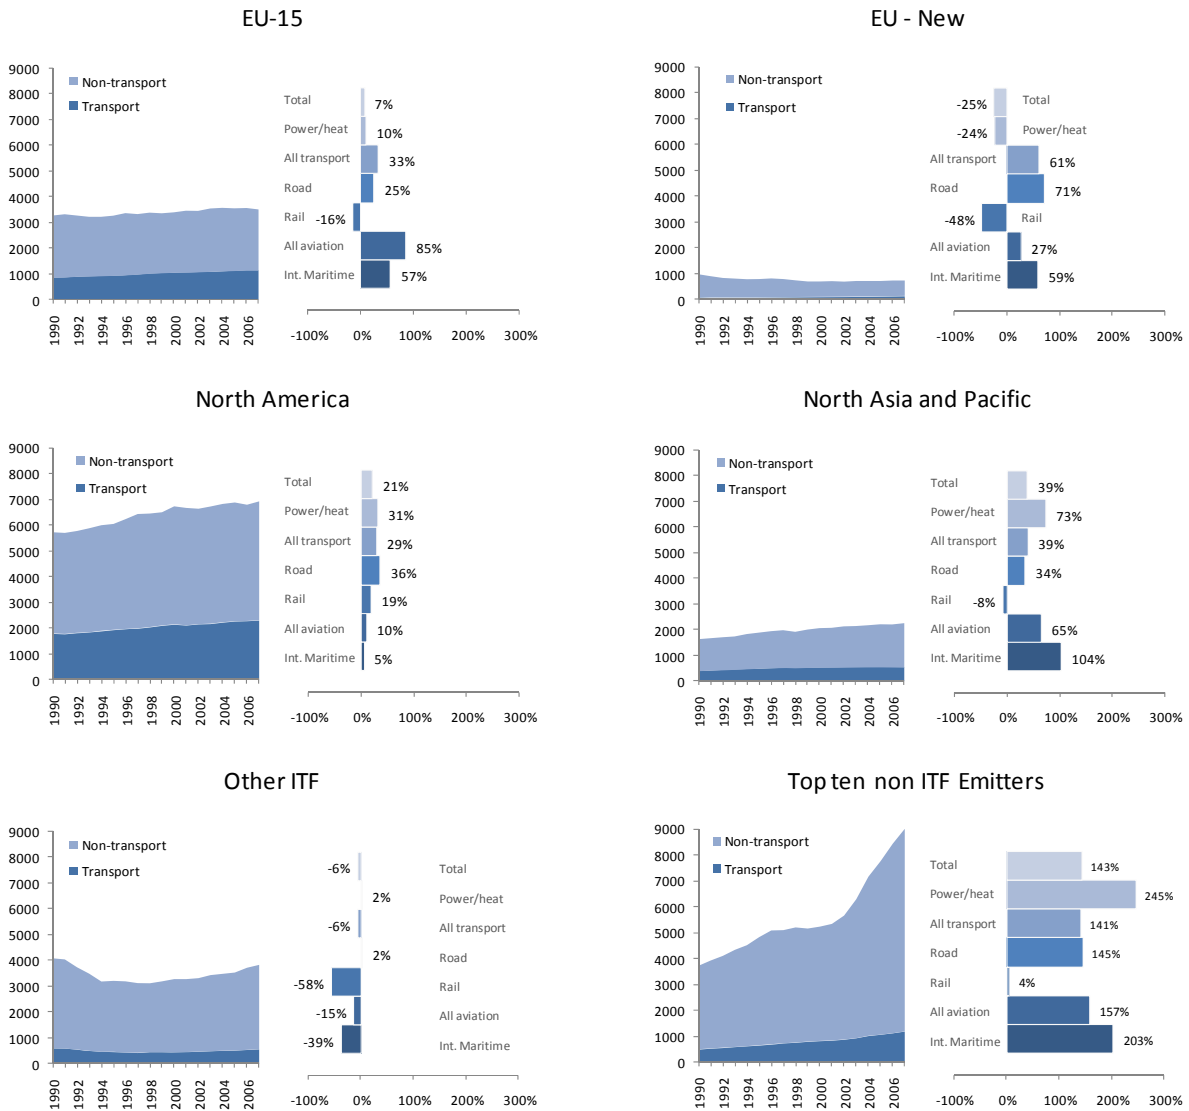 EU-15
9000
8000
7000
6000
5000
4000
3000
2000
1000
0
Non-transport
Transport
1990
1992
1994
1996
1998
2000
2002
2004
2006
Total 7%
Power/heat 10%
All transport 33%
Road 25%
Rail -16%
All aviation 85%
Int. Maritime 57%
-100% 0% 100% 200% 300%
EU - New
9000
8000
7000
6000
5000
4000
3000
2000
1000
0
Non-transport
Transport
1990
1992
1994
1996
1998
2000
2002
2004
2006
-25% Total
-24% Power/heat
All transport 61%
Road 71%
-48% Rail
All aviation 27%
Int. Maritime 59%
-100% 0% 100% 200% 300%
North America
9000
8000
7000
6000
5000
4000
3000
2000
1000
0
Non-transport
Transport
1990
1992
1994
1996
1998
2000
2002
2004
2006
Total 21%
Power/heat 31%
All transport 29%
Road 36%
Rail 19%
All aviation 10%
Int. Maritime 5%
-100% 0% 100% 200% 300%
North Asia and Pacific
9000
8000
7000
6000
5000
4000
3000
2000
1000
0
Non-transport
Transport
1990
1992
1994
1996
1998
2000
2002
2004
2006
Total 39%
Power/heat 73%
All transport 39%
Road 34%
Rail -8%
All aviation 65%
Int. Maritime 104%
-100% 0% 100% 200% 300%
Other ITF
9000
8000
7000
6000
5000
4000
3000
2000
1000
0
Non-transport
Transport
1990
1992
1994
1996
1998
2000
2002
2004
2006
-6% Total
2% Power/heat
-6% All transport
2% Road
-58% Rail
-15% All aviation
-39% Int. Maritime
-100% 0% 100% 200% 300%
Top ten non ITF Emitters
9000
8000
7000
6000
5000
4000
3000
2000
1000
0
Non-transport
Transport
1990
1992
1994
1996
1998
2000
2002
2004
2006
Total 143%
Power/heat 245%
All transport 141%
Road 145%
Rail 4%
All aviation 157%
Int. Maritime 203%
-100% 0% 100% 200% 300%